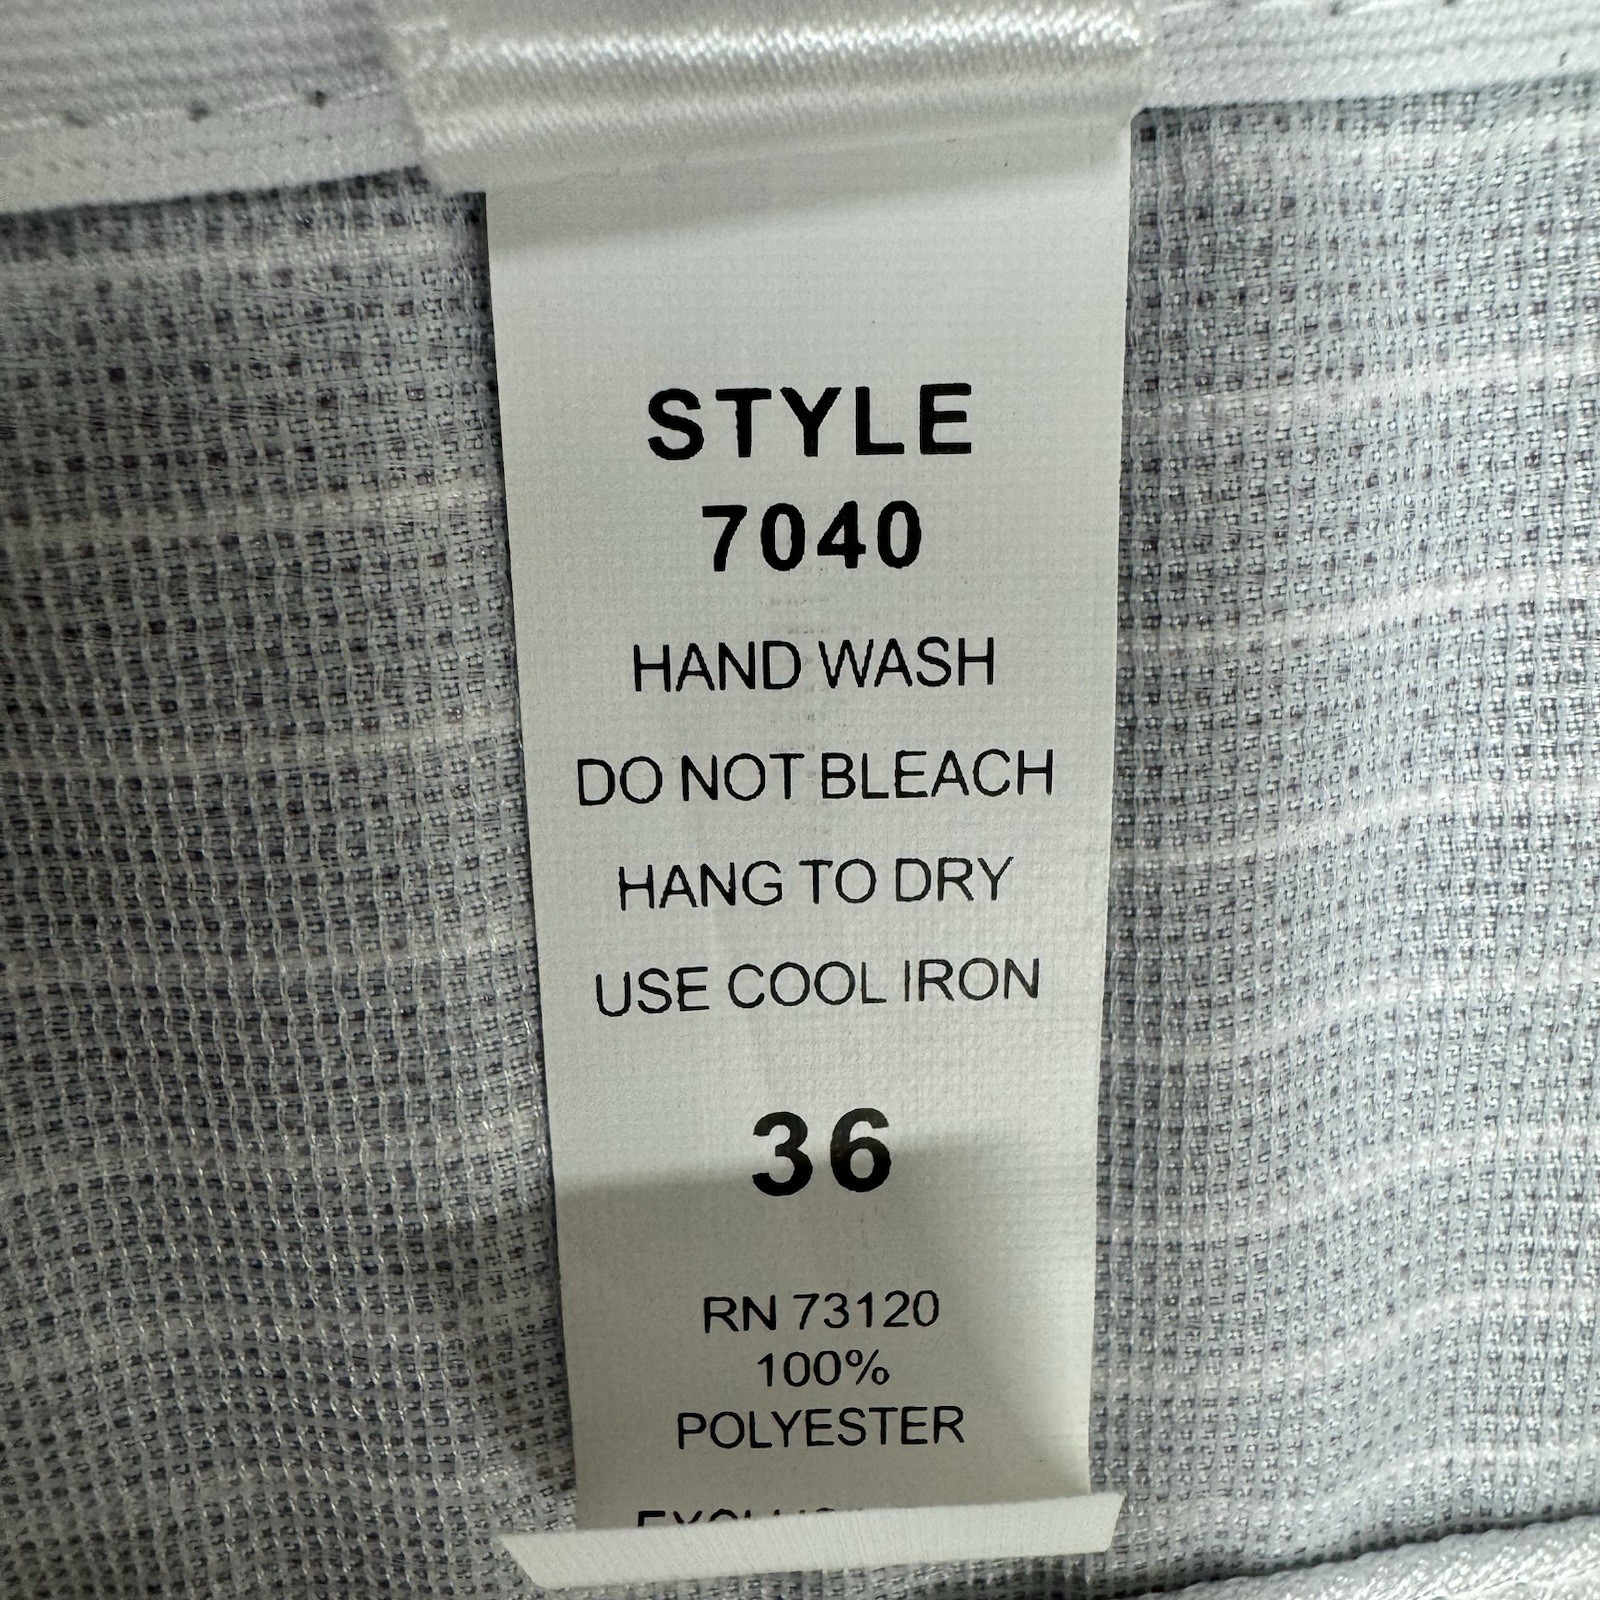 STYLE
7040
HAND WASH
DO NOT BLEACH
HANG TO DRY
USE COOL IRON
36
RN 73120
100%
POLYESTER